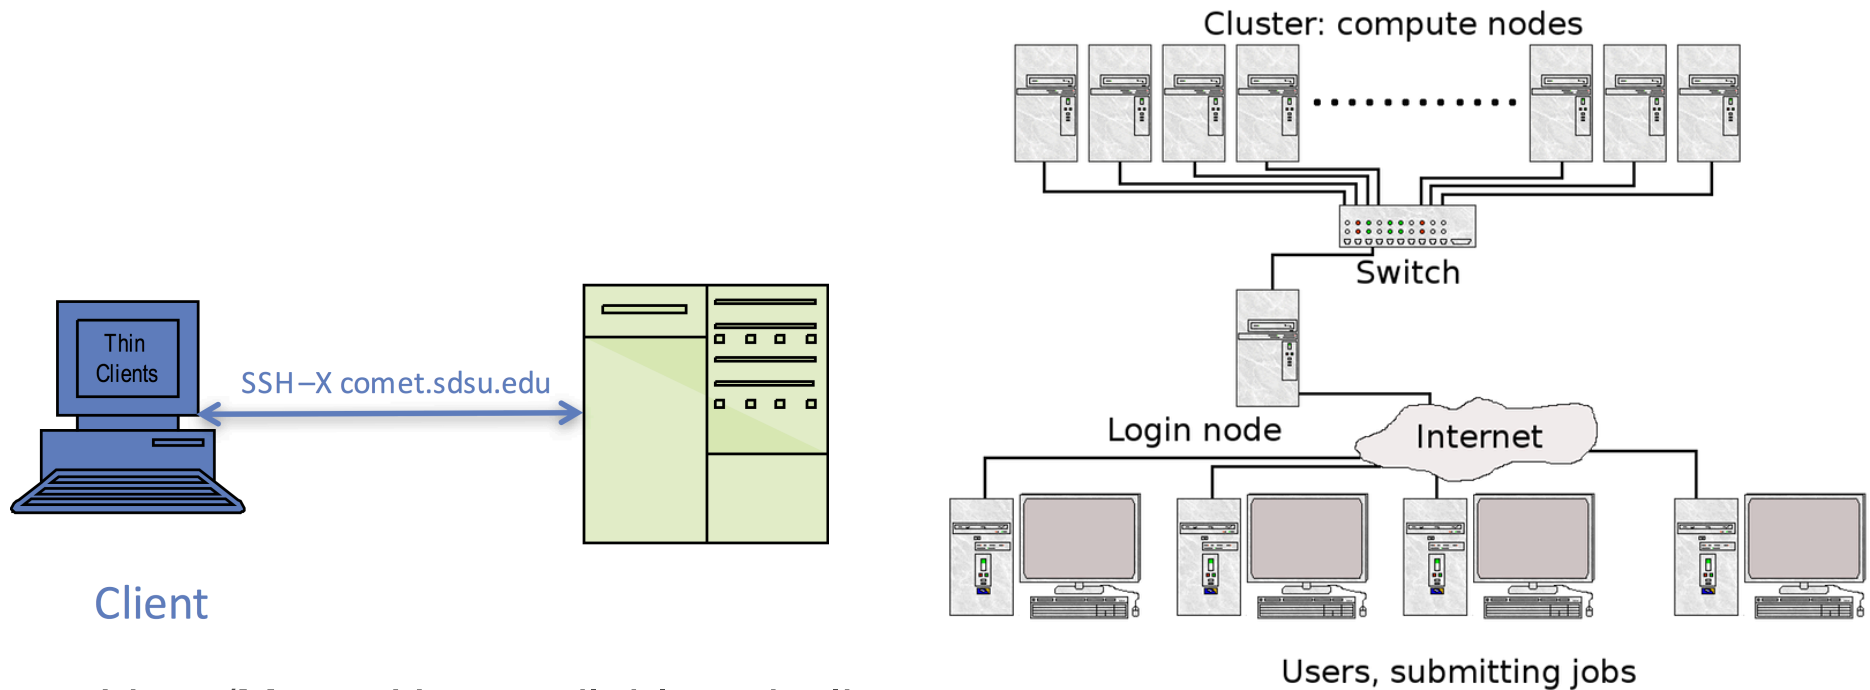 Cluster: compute nodes
Switch
Thin
Clients
SSH –X comet.sdsu.edu
Login node
Internet
Client
Users, submitting jobs